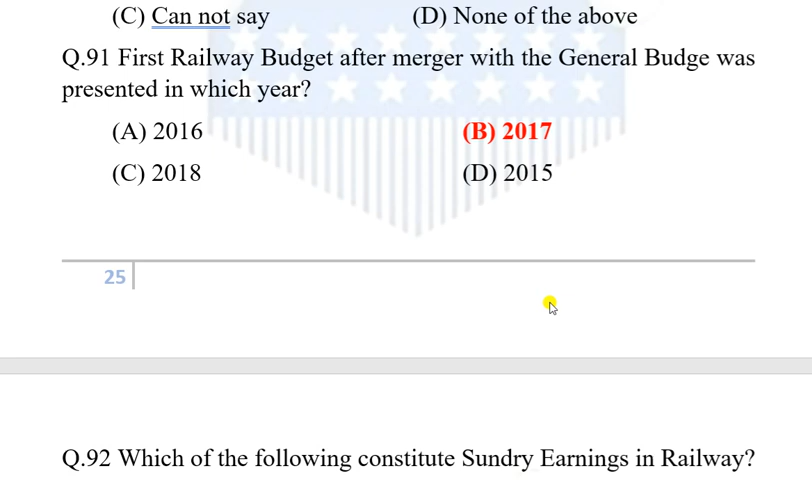 (C) Can not say (D) None of the above
Q.91 First Railway Budget after merger with the General Budge was
presented in which year?
(A) 2016 (B) 2017
(C) 2018 (D) 2015
25
Q.92 Which of the following constitute Sundry Earnings in Railway?